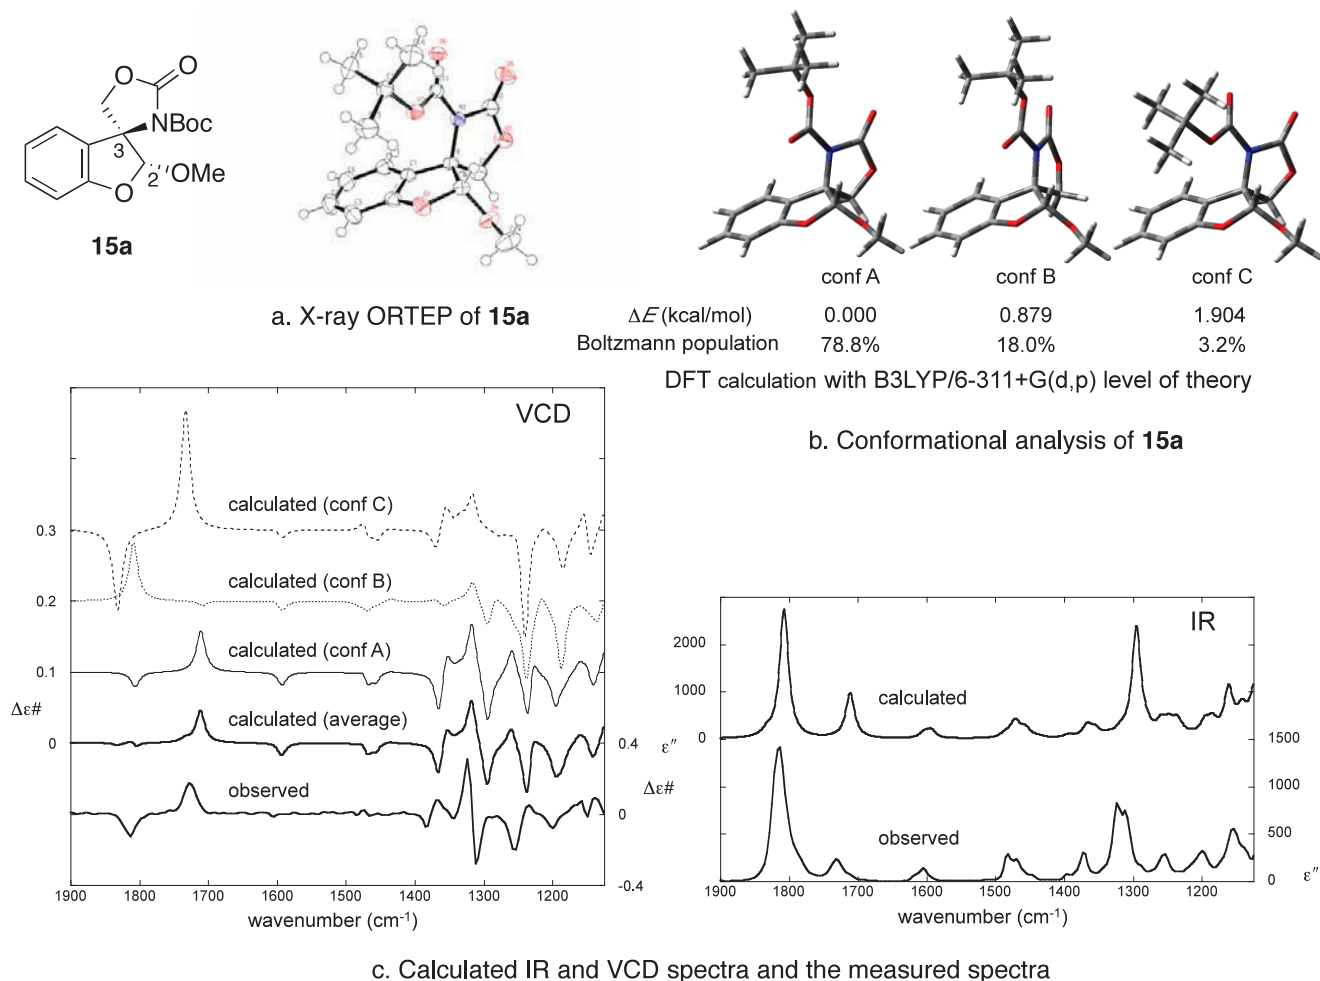 O
O
O
NBoc
3
2
O
OMe
15a
a. X-ray ORTEP of 15a
conf A conf B conf C
ΔE (kcal/mol) 0.000 0.879 1.904
Boltzmann population 78.8% 18.0% 3.2%
DFT calculation with B3LYP/6-311+G(d,p) level of theory
b. Conformational analysis of 15a
VCD
calculated (conf C)
0.3
calculated (conf B)
0.2
calculated (conf A)
0.1
Δε#
calculated (average)
0 0.4
observed
Δε#
0
-0.4
1900 1800 1700 1600 1500 1400 1300 1200
wavenumber (cm-1)
IR
2000
calculated
1000
ε″ 0 1500
1000
observed
500
0 ε″
1900 1800 1700 1600 1500 1400 1300 1200
wavenumber (cm-1)
c. Calculated IR and VCD spectra and the measured spectra